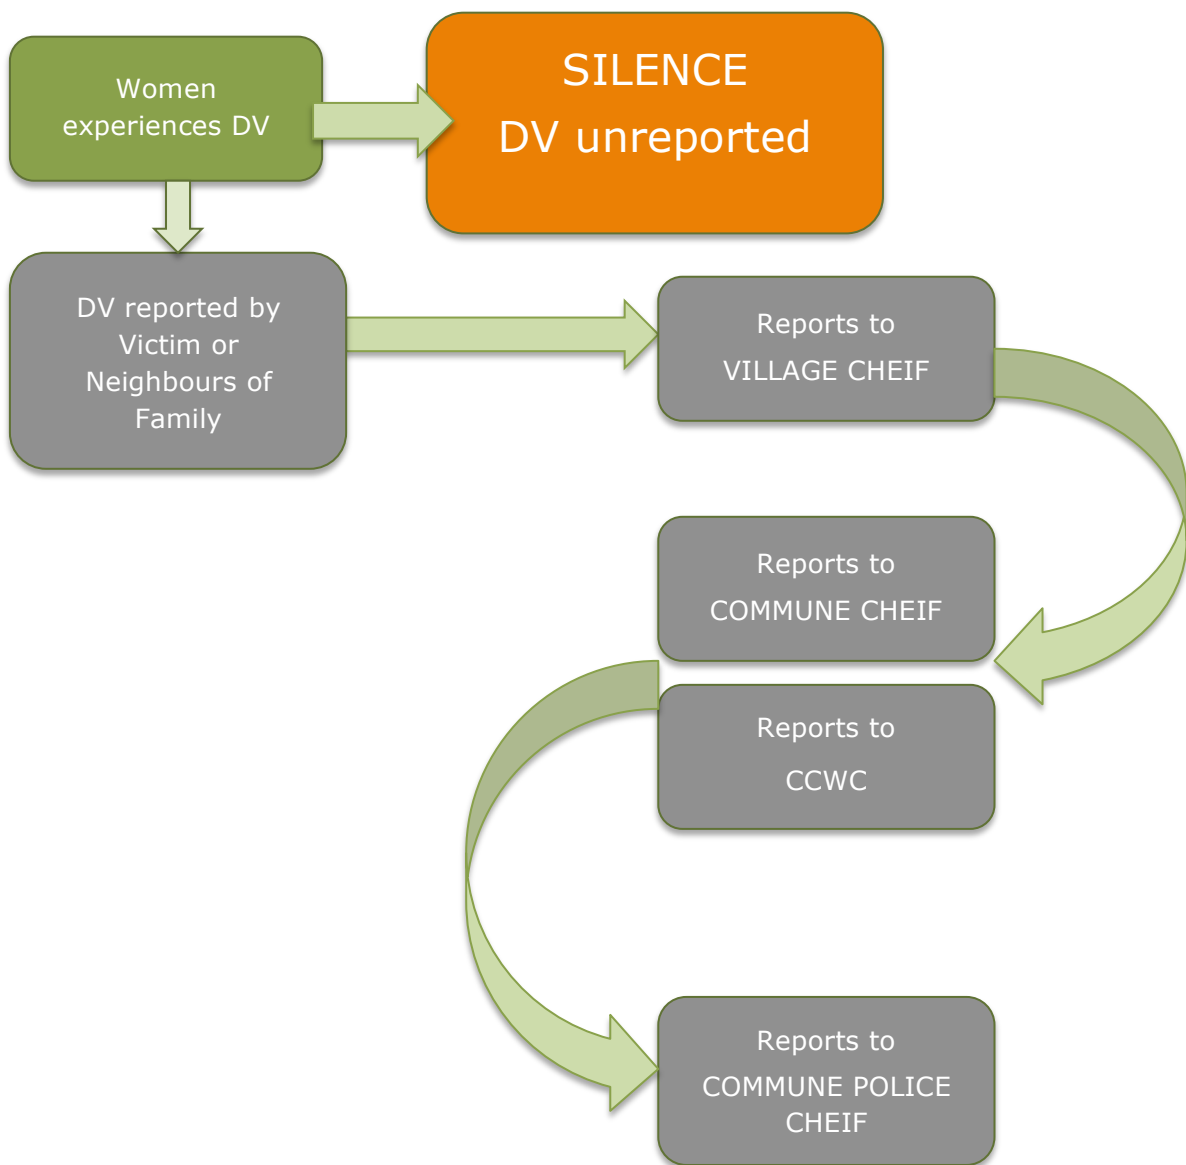 Women
experiences DV
SILENCE
DV unreported
DV reported by
Victim or
Neighbours of
Family
Reports to
VILLAGE CHEIF
Reports to
COMMUNE CHEIF
Reports to
CCWC
Reports to
COMMUNE POLICE
CHEIF